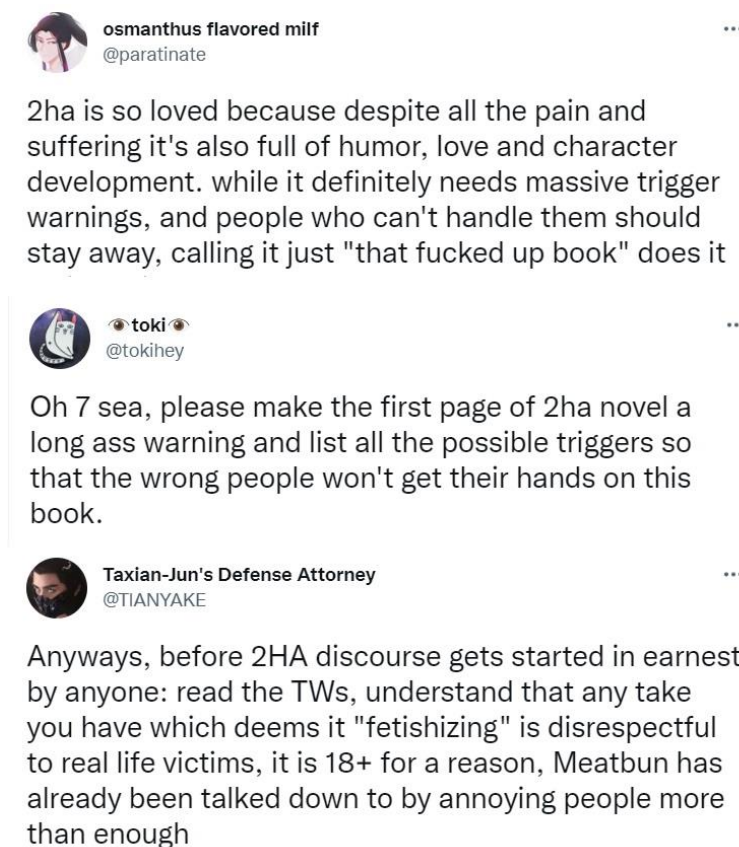 osmanthus flavored milf
@paratinate
2ha is so loved because despite all the pain and
suffering it's also full of humor, love and character
development. while it definitely needs massive trigger
warnings, and people who can't handle them should
stay away, calling it just "that fucked up book" does it
👁toki👁
@tokihey
Oh 7 sea, please make the first page of 2ha novel a
long ass warning and list all the possible triggers so
that the wrong people won't get their hands on this
book.
Taxian-Jun's Defense Attorney
@TIANYAKE
Anyways, before 2HA discourse gets started in earnest
by anyone: read the TWs, understand that any take
you have which deems it "fetishizing" is disrespectful
to real life victims, it is 18+ for a reason, Meatbun has
already been talked down to by annoying people more
than enough